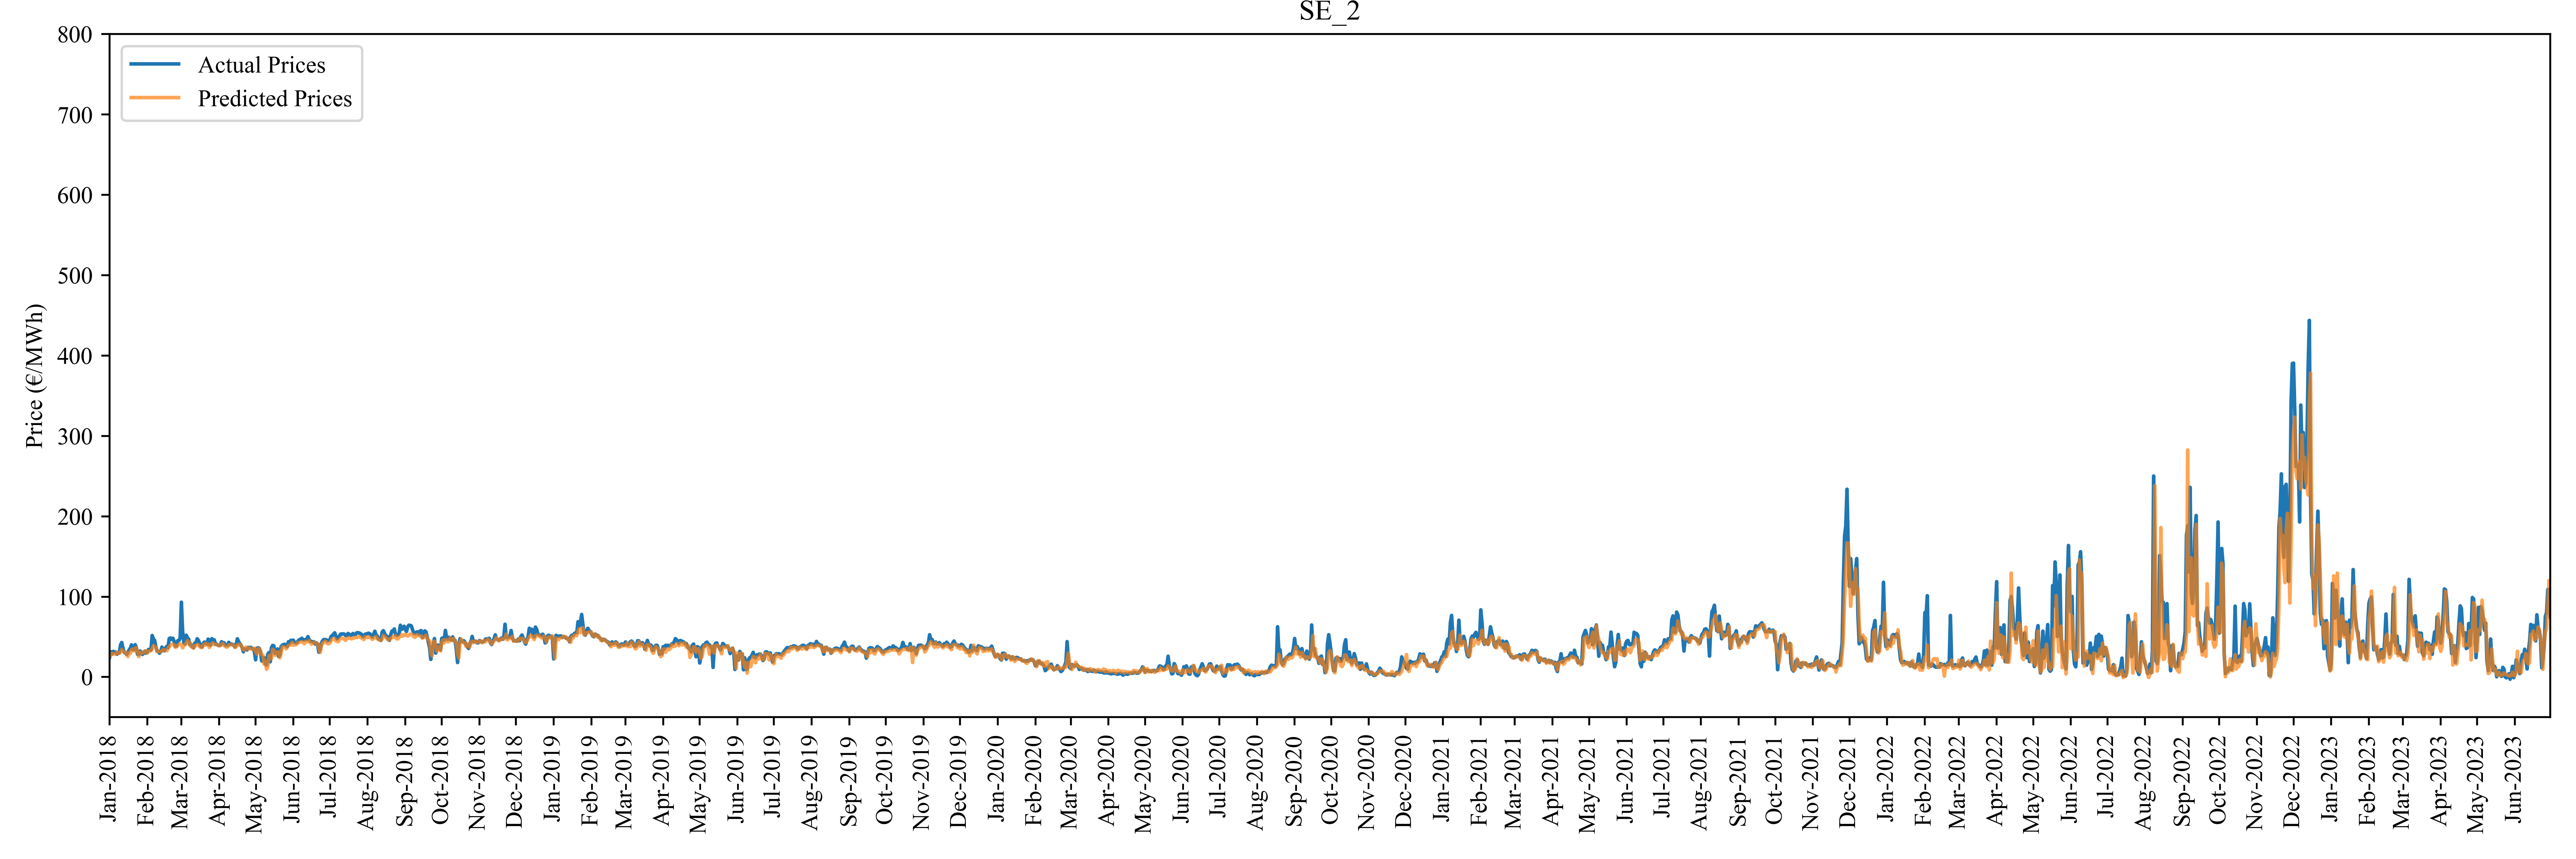 SE_2
800
700
600
500
400
300
200
100
0
Price (€/MWh)
Actual Prices
Predicted Prices
Jan-2018
Feb-2018
Mar-2018
Apr-2018
May-2018
Jun-2018
Jul-2018
Aug-2018
Sep-2018
Oct-2018
Nov-2018
Dec-2018
Jan-2019
Feb-2019
Mar-2019
Apr-2019
May-2019
Jun-2019
Jul-2019
Aug-2019
Sep-2019
Oct-2019
Nov-2019
Dec-2019
Jan-2020
Feb-2020
Mar-2020
Apr-2020
May-2020
Jun-2020
Jul-2020
Aug-2020
Sep-2020
Oct-2020
Nov-2020
Dec-2020
Jan-2021
Feb-2021
Mar-2021
Apr-2021
May-2021
Jun-2021
Jul-2021
Aug-2021
Sep-2021
Oct-2021
Nov-2021
Dec-2021
Jan-2022
Feb-2022
Mar-2022
Apr-2022
May-2022
Jun-2022
Jul-2022
Aug-2022
Sep-2022
Oct-2022
Nov-2022
Dec-2022
Jan-2023
Feb-2023
Mar-2023
Apr-2023
May-2023
Jun-2023